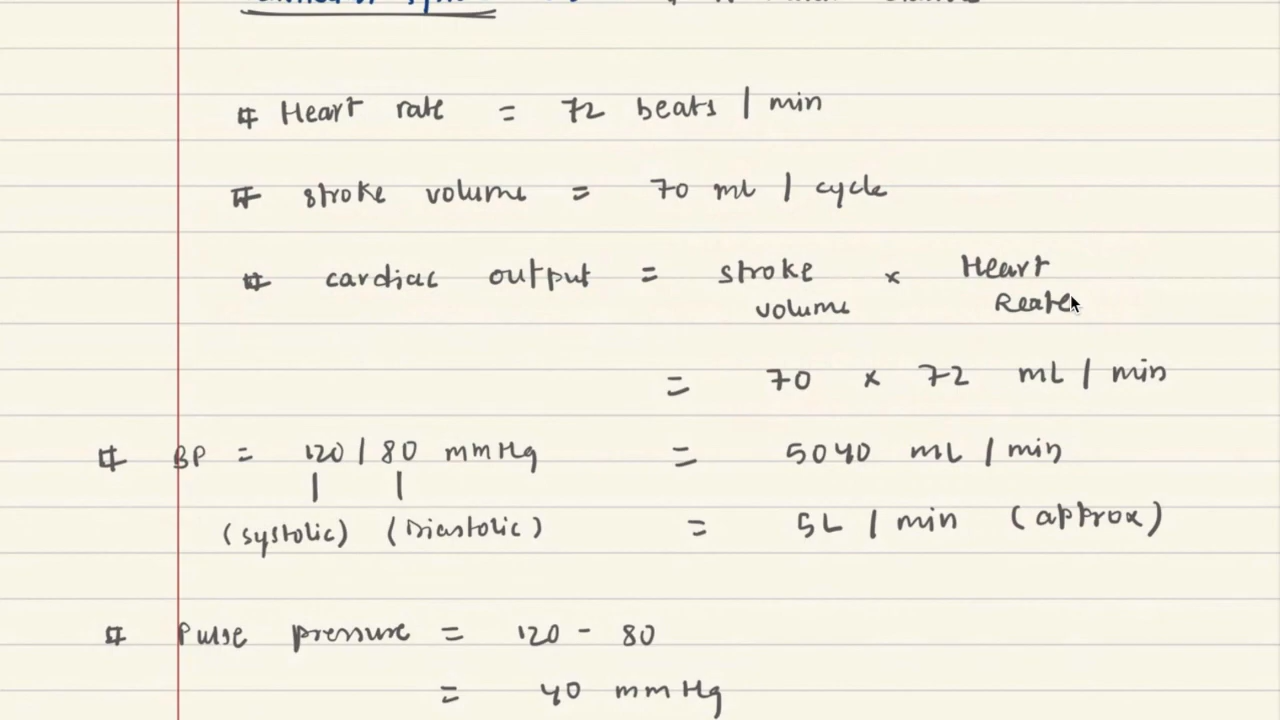 # Heart rate = 72 beats / min
# stroke volume = 70 ml / cycle
# cardiac output = stroke volume × Heart Reate
= 70 × 72 mL / min
# BP = 120 / 80 mmHg = 5040 mL / min
(systolic) (Diastolic) = 5L / min (approx)
# Pulse pressure = 120 - 80
= 40 mmHg